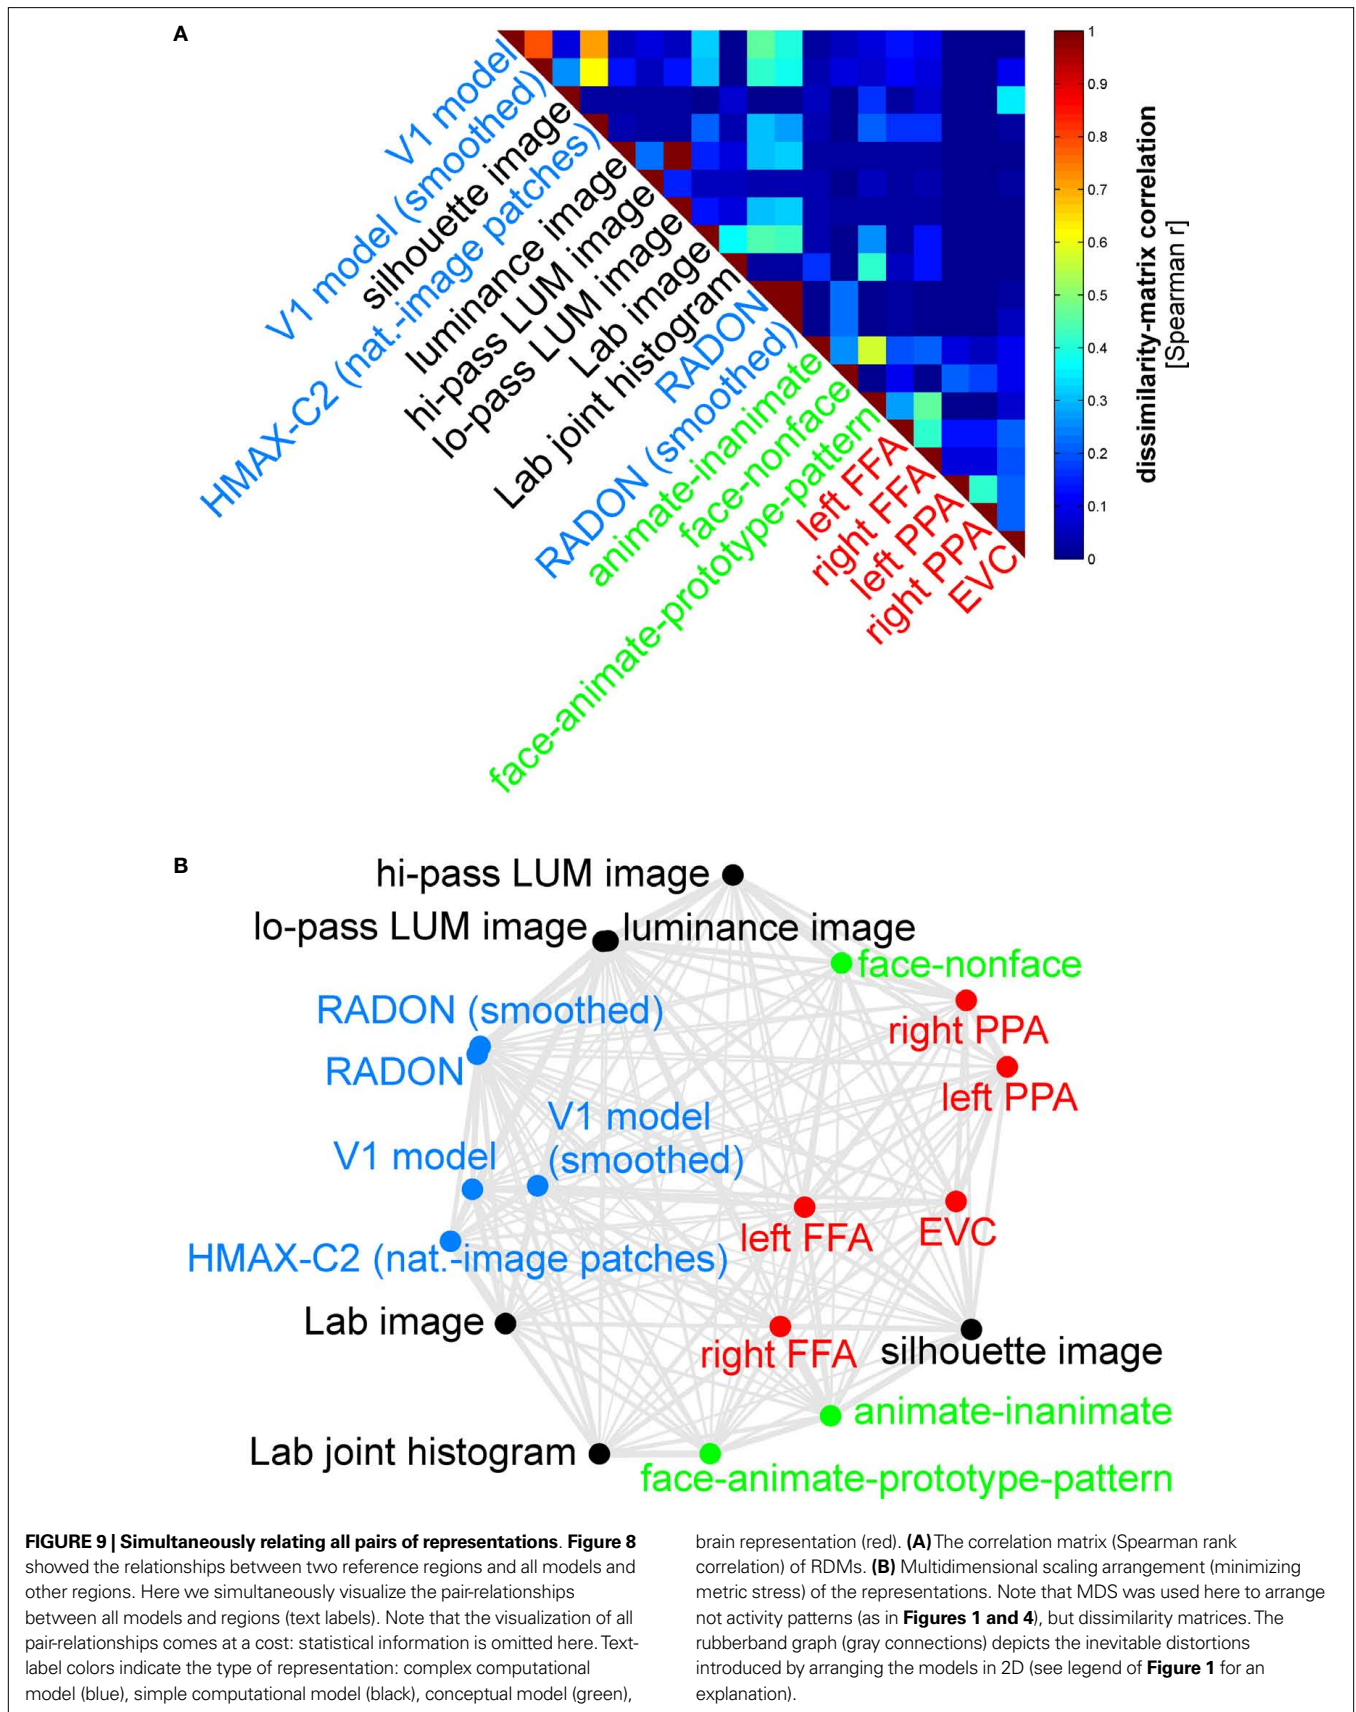 A
V1 model
V1 model (smoothed)
silhouette image
HMAX-C2 (nat.-image patches)
luminance image
hi-pass LUM image
lo-pass LUM image
Lab image
Lab joint histogram
RADON
RADON (smoothed)
animate-inanimate
face-nonface
face-animate-prototype-pattern
left FFA
right FFA
left PPA
right PPA
EVC
1
0.9
0.8
0.7
0.6
0.5
0.4
0.3
0.2
0.1
0
dissimilarity-matrix correlation
[Spearman r]
B
hi-pass LUM image
lo-pass LUM image
luminance image
face-nonface
RADON (smoothed)
right PPA
RADON
left PPA
V1 model
(smoothed)
V1 model
left FFA
EVC
HMAX-C2 (nat.-image patches)
Lab image
right FFA
silhouette image
animate-inanimate
Lab joint histogram
face-animate-prototype-pattern
FIGURE 9 | Simultaneously relating all pairs of representations. Figure 8
showed the relationships between two reference regions and all models and
other regions. Here we simultaneously visualize the pair-relationships
between all models and regions (text labels). Note that the visualization of all
pair-relationships comes at a cost: statistical information is omitted here. Text-
label colors indicate the type of representation: complex computational
model (blue), simple computational model (black), conceptual model (green),
brain representation (red). (A) The correlation matrix (Spearman rank
correlation) of RDMs. (B) Multidimensional scaling arrangement (minimizing
metric stress) of the representations. Note that MDS was used here to arrange
not activity patterns (as in Figures 1 and 4), but dissimilarity matrices. The
rubberband graph (gray connections) depicts the inevitable distortions
introduced by arranging the models in 2D (see legend of Figure 1 for an
explanation).